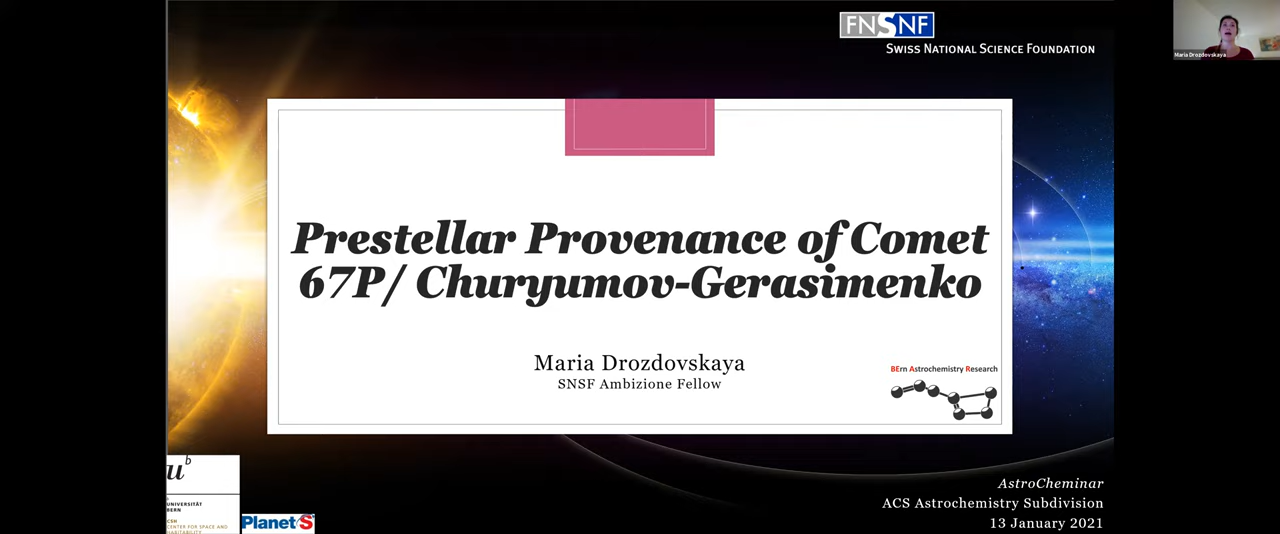 FNSNF
SWISS NATIONAL SCIENCE FOUNDATION
Maria Drozdovskaya
Prestellar Provenance of Comet
67P/ Churyumov-Gerasimenko
Maria Drozdovskaya
SNSF Ambizione Fellow
BErn Astrochemistry Research
u
b
b
UNIVERSITÄT
BERN
CSH
CENTER FOR SPACE AND
HABITABILITY
Planet S
AstroCheminar
ACS Astrochemistry Subdivision
13 January 2021